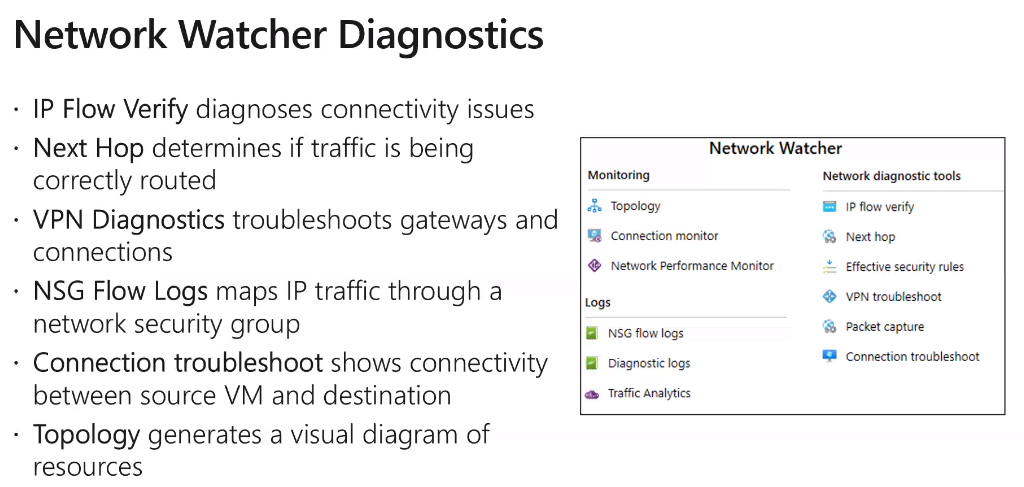 Network Watcher Diagnostics
· IP Flow Verify diagnoses connectivity issues
· Next Hop determines if traffic is being
correctly routed
· VPN Diagnostics troubleshoots gateways and
connections
· NSG Flow Logs maps IP traffic through a
network security group
· Connection troubleshoot shows connectivity
between source VM and destination
· Topology generates a visual diagram of
resources
Network Watcher
Monitoring
Topology
Connection monitor
Network Performance Monitor
Logs
NSG flow logs
Diagnostic logs
Traffic Analytics
Network diagnostic tools
IP flow verify
Next hop
Effective security rules
VPN troubleshoot
Packet capture
Connection troubleshoot